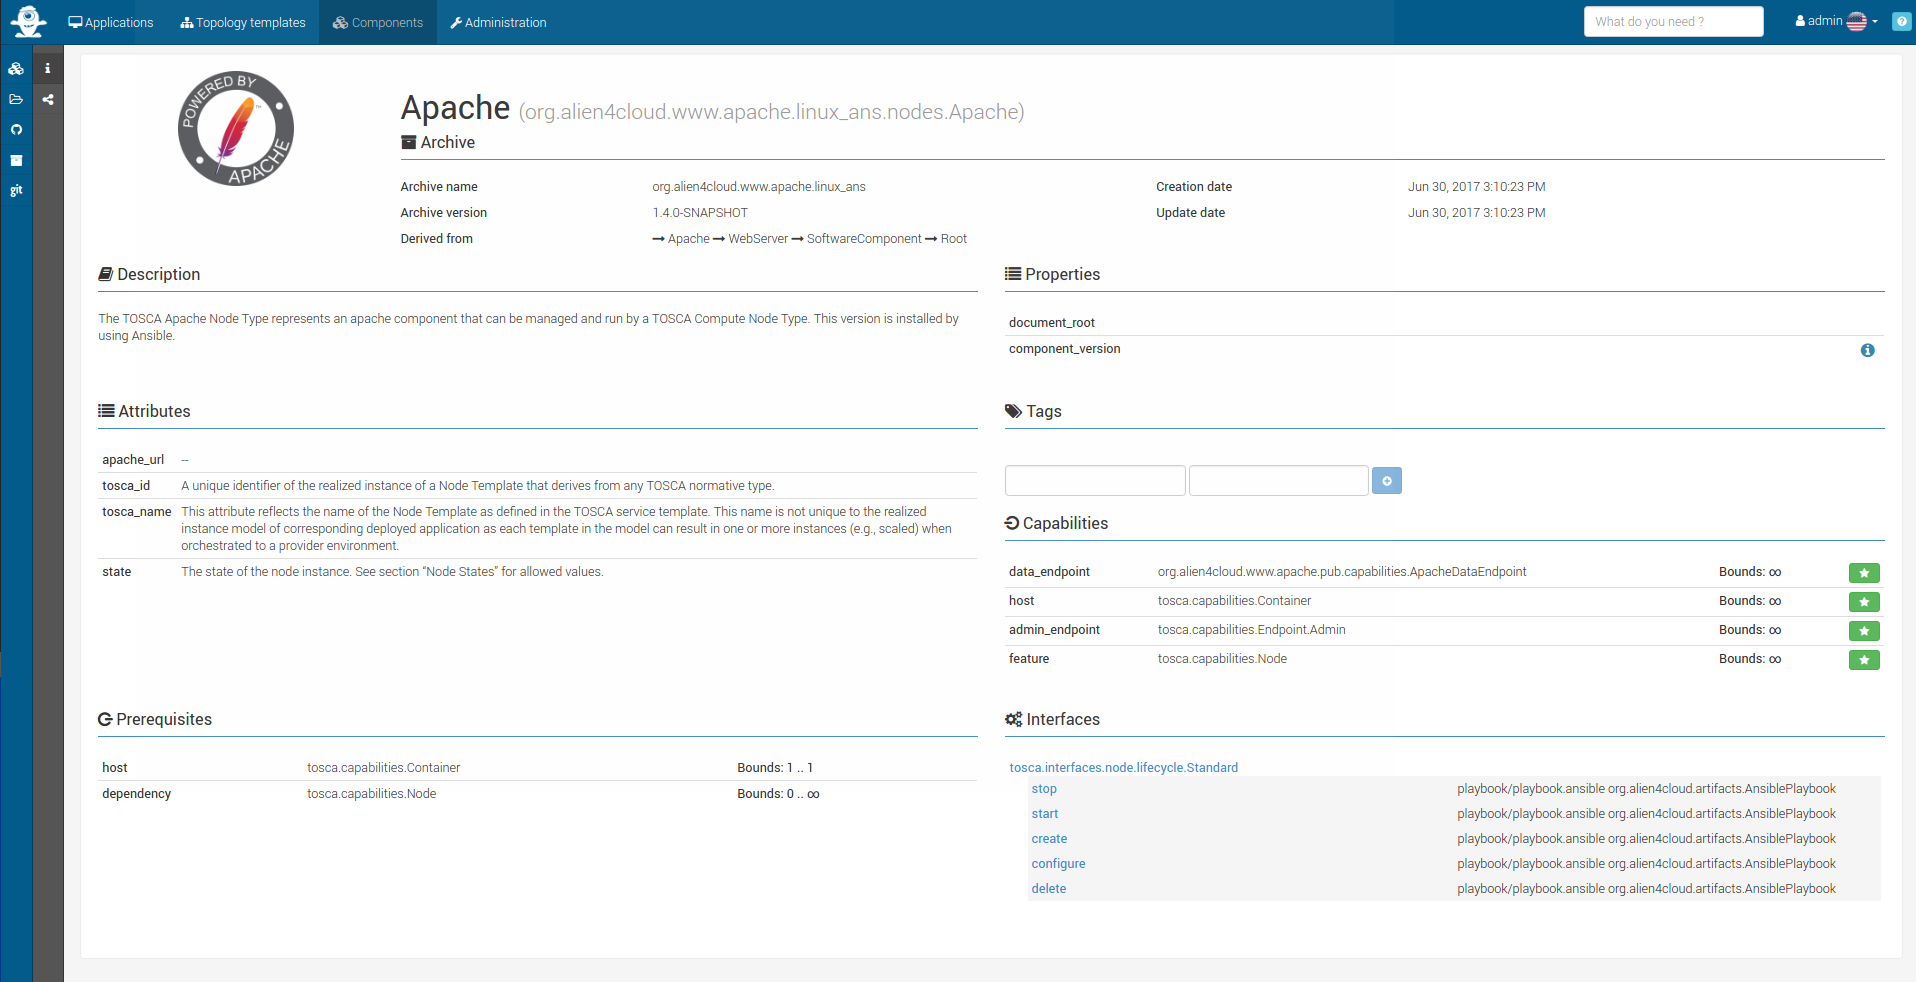 Applications Topology templates Components Administration What do you need ? admin
POWERED BY APACHE ™
Apache (org.alien4cloud.www.apache.linux_ans.nodes.Apache)
Archive
Archive name org.alien4cloud.www.apache.linux_ans Creation date Jun 30, 2017 3:10:23 PM
Archive version 1.4.0-SNAPSHOT Update date Jun 30, 2017 3:10:23 PM
Derived from → Apache → WebServer → SoftwareComponent → Root
git
Description
The TOSCA Apache Node Type represents an apache component that can be managed and run by a TOSCA Compute Node Type. This version is installed by
using Ansible.
Properties
document_root
component_version
Attributes
apache_url --
tosca_id A unique identifier of the realized instance of a Node Template that derives from any TOSCA normative type.
tosca_name This attribute reflects the name of the Node Template as defined in the TOSCA service template. This name is not unique to the realized
instance model of corresponding deployed application as each template in the model can result in one or more instances (e.g., scaled) when
orchestrated to a provider environment.
state The state of the node instance. See section “Node States” for allowed values.
Tags
Capabilities
data_endpoint org.alien4cloud.www.apache.pub.capabilities.ApacheDataEndpoint Bounds: ∞
host tosca.capabilities.Container Bounds: ∞
admin_endpoint tosca.capabilities.Endpoint.Admin Bounds: ∞
feature tosca.capabilities.Node Bounds: ∞
Prerequisites
host tosca.capabilities.Container Bounds: 1 .. 1
dependency tosca.capabilities.Node Bounds: 0 .. ∞
Interfaces
tosca.interfaces.node.lifecycle.Standard
stop playbook/playbook.ansible org.alien4cloud.artifacts.AnsiblePlaybook
start playbook/playbook.ansible org.alien4cloud.artifacts.AnsiblePlaybook
create playbook/playbook.ansible org.alien4cloud.artifacts.AnsiblePlaybook
configure playbook/playbook.ansible org.alien4cloud.artifacts.AnsiblePlaybook
delete playbook/playbook.ansible org.alien4cloud.artifacts.AnsiblePlaybook